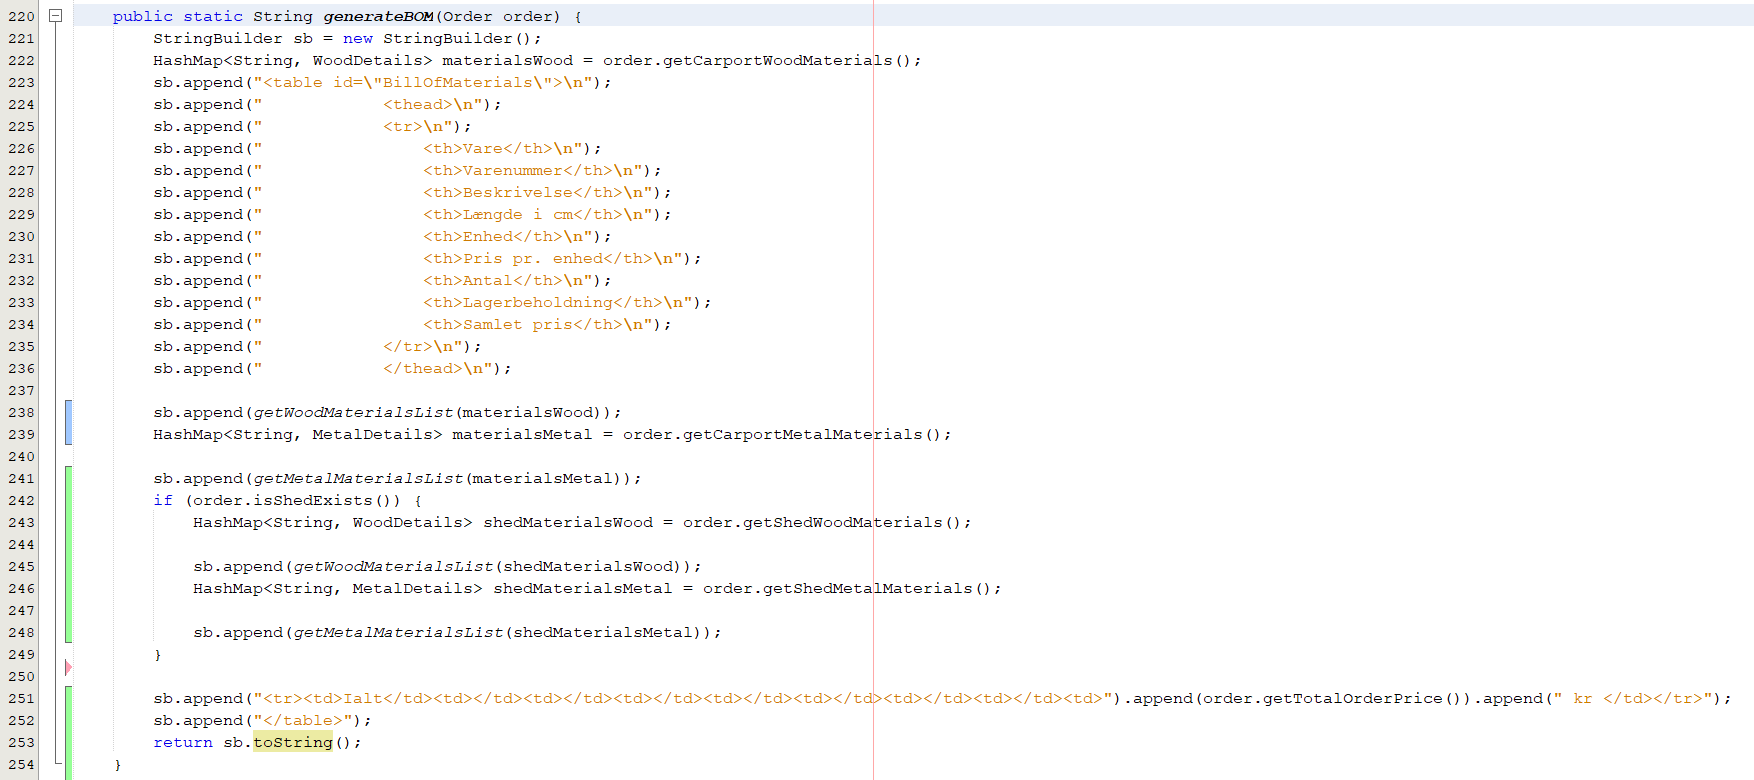 220 public static String generateBOM(Order order) {
221 StringBuilder sb = new StringBuilder();
222 HashMap<String, WoodDetails> materialsWood = order.getCarportWoodMaterials();
223 sb.append("<table id=\"BillOfMaterials\">\n");
224 sb.append("            <thead>\n");
225 sb.append("            <tr>\n");
226 sb.append("                <th>Vare</th>\n");
227 sb.append("                <th>Varenummer</th>\n");
228 sb.append("                <th>Beskrivelse</th>\n");
229 sb.append("                <th>Længde i cm</th>\n");
230 sb.append("                <th>Enhed</th>\n");
231 sb.append("                <th>Pris pr. enhed</th>\n");
232 sb.append("                <th>Antal</th>\n");
233 sb.append("                <th>Lagerbeholdning</th>\n");
234 sb.append("                <th>Samlet pris</th>\n");
235 sb.append("            </tr>\n");
236 sb.append("            </thead>\n");
237
238 sb.append(getWoodMaterialsList(materialsWood));
239 HashMap<String, MetalDetails> materialsMetal = order.getCarportMetalMaterials();
240
241 sb.append(getMetalMaterialsList(materialsMetal));
242 if (order.isShedExists()) {
243 HashMap<String, WoodDetails> shedMaterialsWood = order.getShedWoodMaterials();
244
245 sb.append(getWoodMaterialsList(shedMaterialsWood));
246 HashMap<String, MetalDetails> shedMaterialsMetal = order.getShedMetalMaterials();
247
248 sb.append(getMetalMaterialsList(shedMaterialsMetal));
249 }
250
251 sb.append("<tr><td>Ialt</td><td></td><td></td><td></td><td></td><td></td><td></td><td></td><td>").append(order.getTotalOrderPrice()).append(" kr </td></tr>");
252 sb.append("</table>");
253 return sb.toString();
254 }